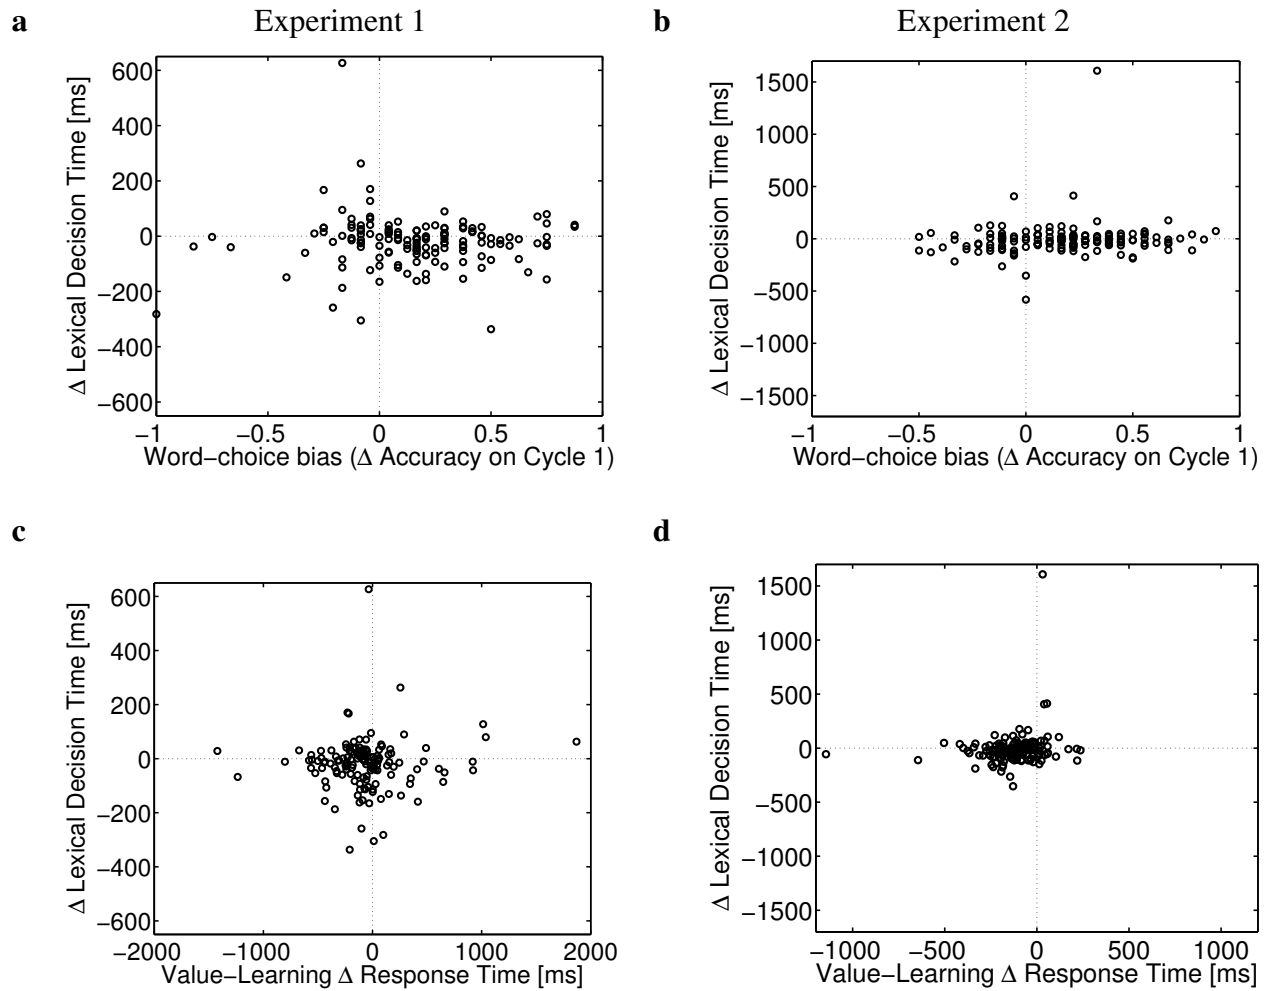 a Experiment 1
600
400
200
0
−200
−400
−600
Δ Lexical Decision Time [ms]
−1 −0.5 0 0.5 1
Word−choice bias (Δ Accuracy on Cycle 1)
b Experiment 2
1500
1000
500
0
−500
−1000
−1500
Δ Lexical Decision Time [ms]
−1 −0.5 0 0.5 1
Word−choice bias (Δ Accuracy on Cycle 1)
c
600
400
200
0
−200
−400
−600
Δ Lexical Decision Time [ms]
−2000 −1000 0 1000 2000
Value−Learning Δ Response Time [ms]
d
1500
1000
500
0
−500
−1000
−1500
Δ Lexical Decision Time [ms]
−1000 −500 0 500 1000
Value−Learning Δ Response Time [ms]